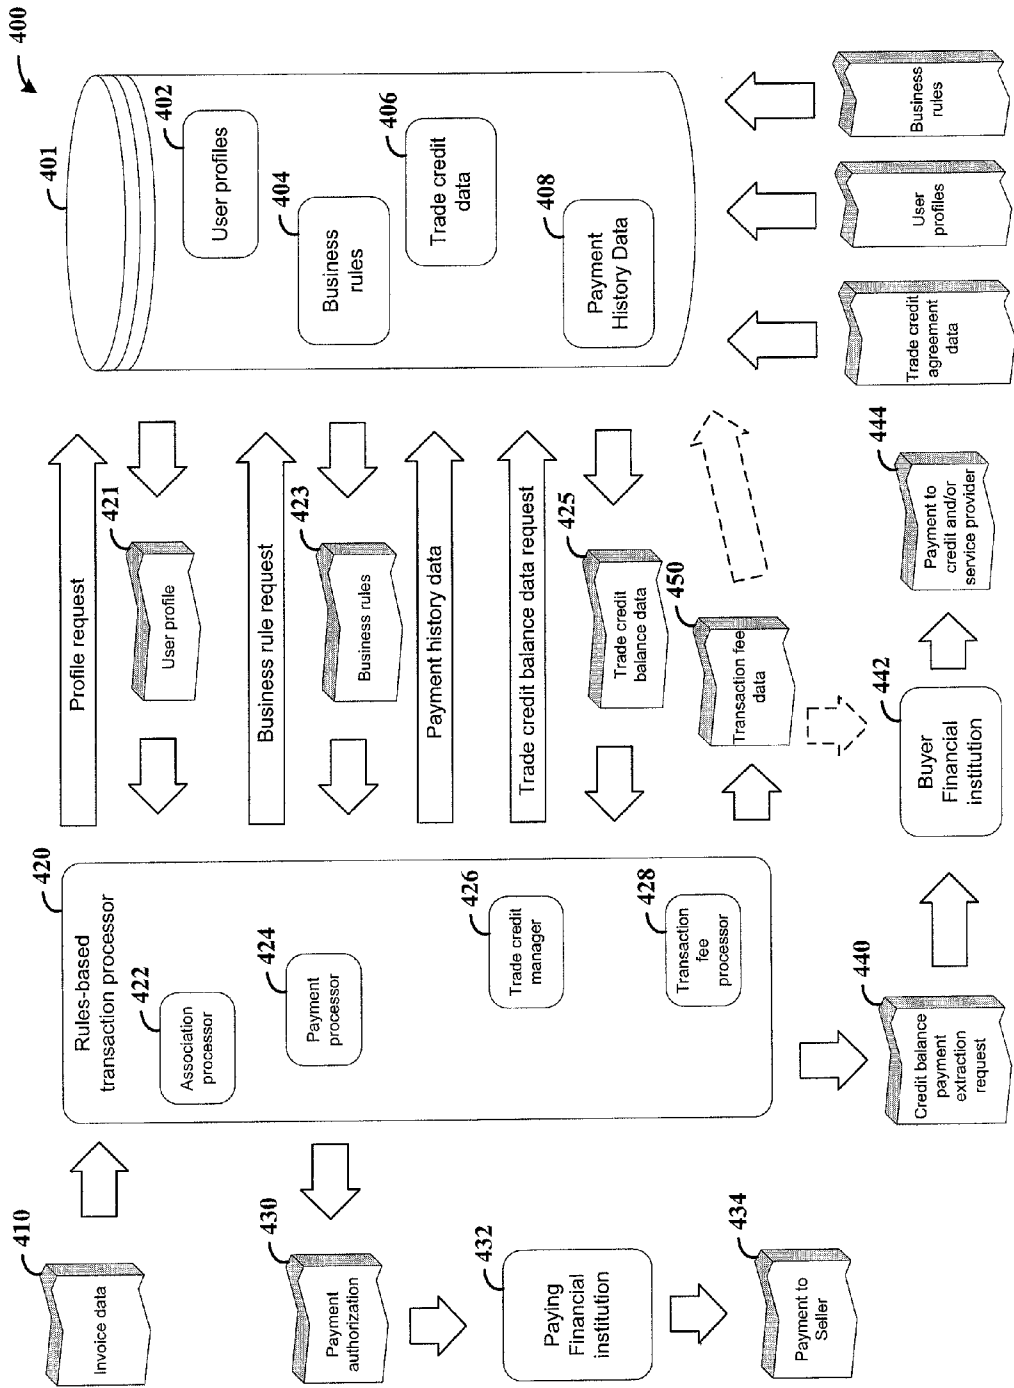 400
401
402
User profiles
404
Business
rules
406
Trade credit
data
408
Payment
History Data
Business
rules
User
profiles
Trade credit
agreement
data
Profile request
421
User profile
Business rule request
423
Business rules
Payment history data
Trade credit balance data request
425
Trade credit
balance data
450
Transaction fee
data
444
Payment to
credit and/or
service provider
442
Buyer
Financial
institution
420
Rules-based
transaction processor
422
Association
processor
424
Payment
processor
426
Trade credit
manager
428
Transaction
fee
processor
440
Credit balance
payment
extraction
request
410
Invoice data
430
Payment
authorization
432
Paying
Financial
institution
434
Payment to
Seller